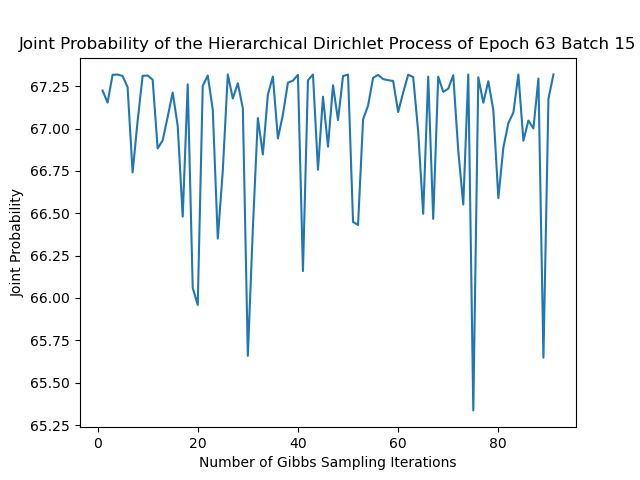 Joint Probability of the Hierarchical Dirichlet Process of Epoch 63 Batch 15
67.25
67.00
66.75
66.50
66.25
66.00
65.75
65.50
65.25
Joint Probability
0 20 40 60 80
Number of Gibbs Sampling Iterations